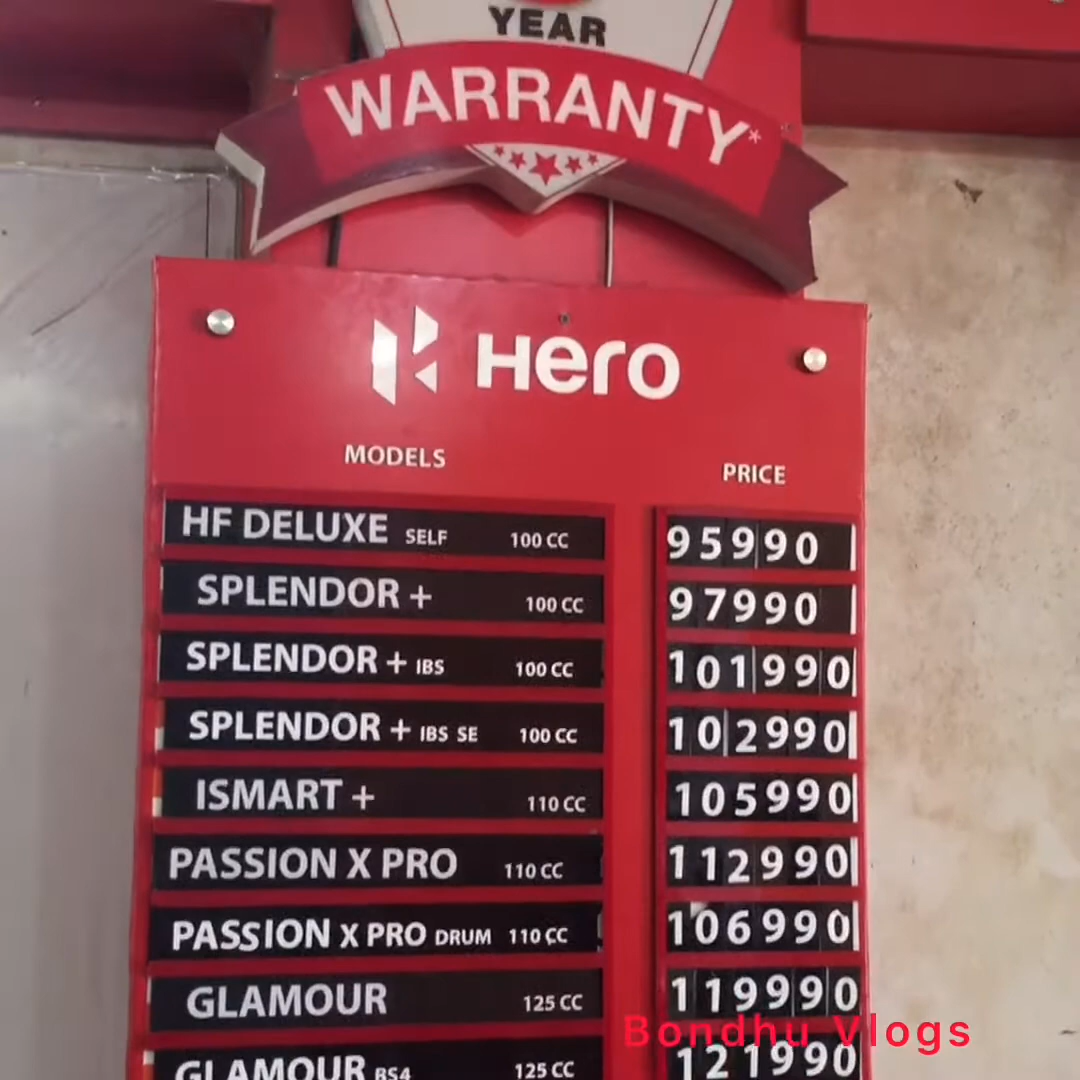 YEAR
WARRANTY*
Hero
MODELS PRICE
HF DELUXE SELF 100 CC 95990
SPLENDOR + 100 CC 97990
SPLENDOR + IBS 100 CC 101990
SPLENDOR + IBS SE 100 CC 102990
ISMART + 110 CC 105990
PASSION X PRO 110 CC 112990
PASSION X PRO DRUM 110 CC 106990
GLAMOUR 125 CC 119990
GLAMOUR BS4 125 CC 121990
Bondhu Vlogs